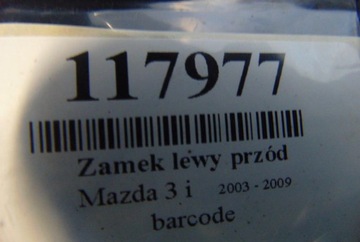 117977
Zamek lewy przód
Mazda 3 i 2003 - 2009
barcode